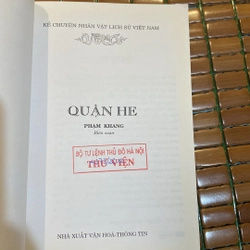 KỂ CHUYỆN NHÂN VẬT LỊCH SỬ VIỆT NAM
QUẬN HE
PHẠM KHANG
Biên soạn
BỘ TƯ LỆNH THỦ ĐÔ HÀ NỘI
THƯ VIỆN
NHÀ XUẤT BẢN VĂN HOÁ-THÔNG TIN